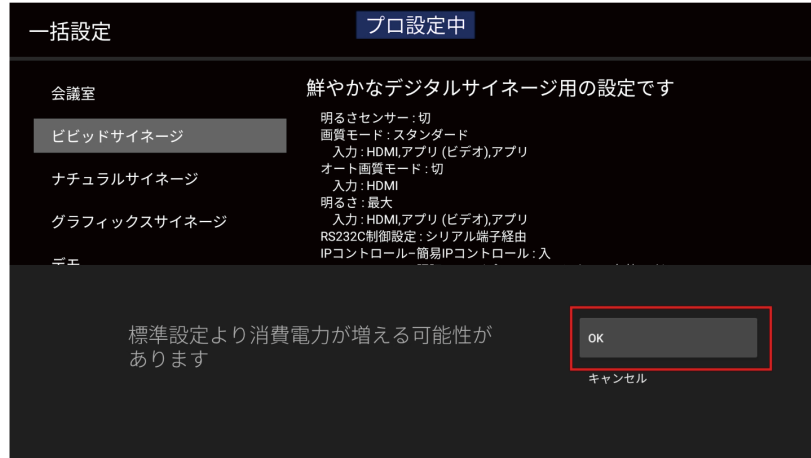 一括設定
プロ設定中
会議室
ビビッドサイネージ
ナチュラルサイネージ
グラフィックスサイネージ
デモ
鮮やかなデジタルサイネージ用の設定です
明るさセンサー : 切
画質モード : スタンダード
入力 : HDMI,アプリ (ビデオ),アプリ
オート画質モード : 切
入力 : HDMI
明るさ : 最大
入力 : HDMI,アプリ (ビデオ),アプリ
RS232C制御設定 : シリアル端子経由
IPコントロール−簡易IPコントロール : 入
標準設定より消費電力が増える可能性が
あります
OK
キャンセル